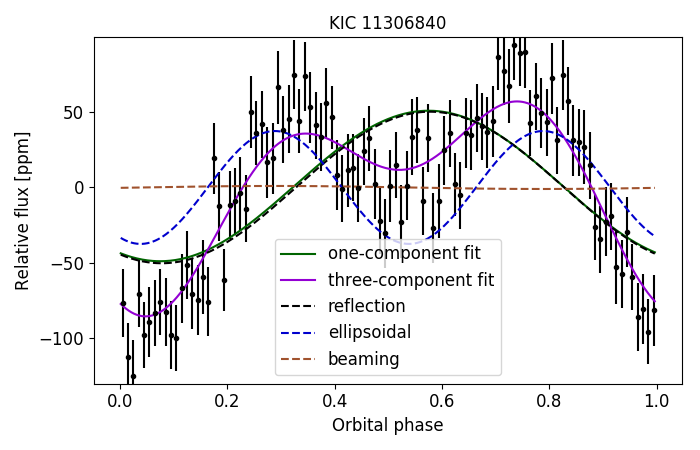 KIC 11306840
Relative flux [ppm]
50
0
−50
−100
one-component fit
three-component fit
reflection
ellipsoidal
beaming
0.0 0.2 0.4 0.6 0.8 1.0
Orbital phase